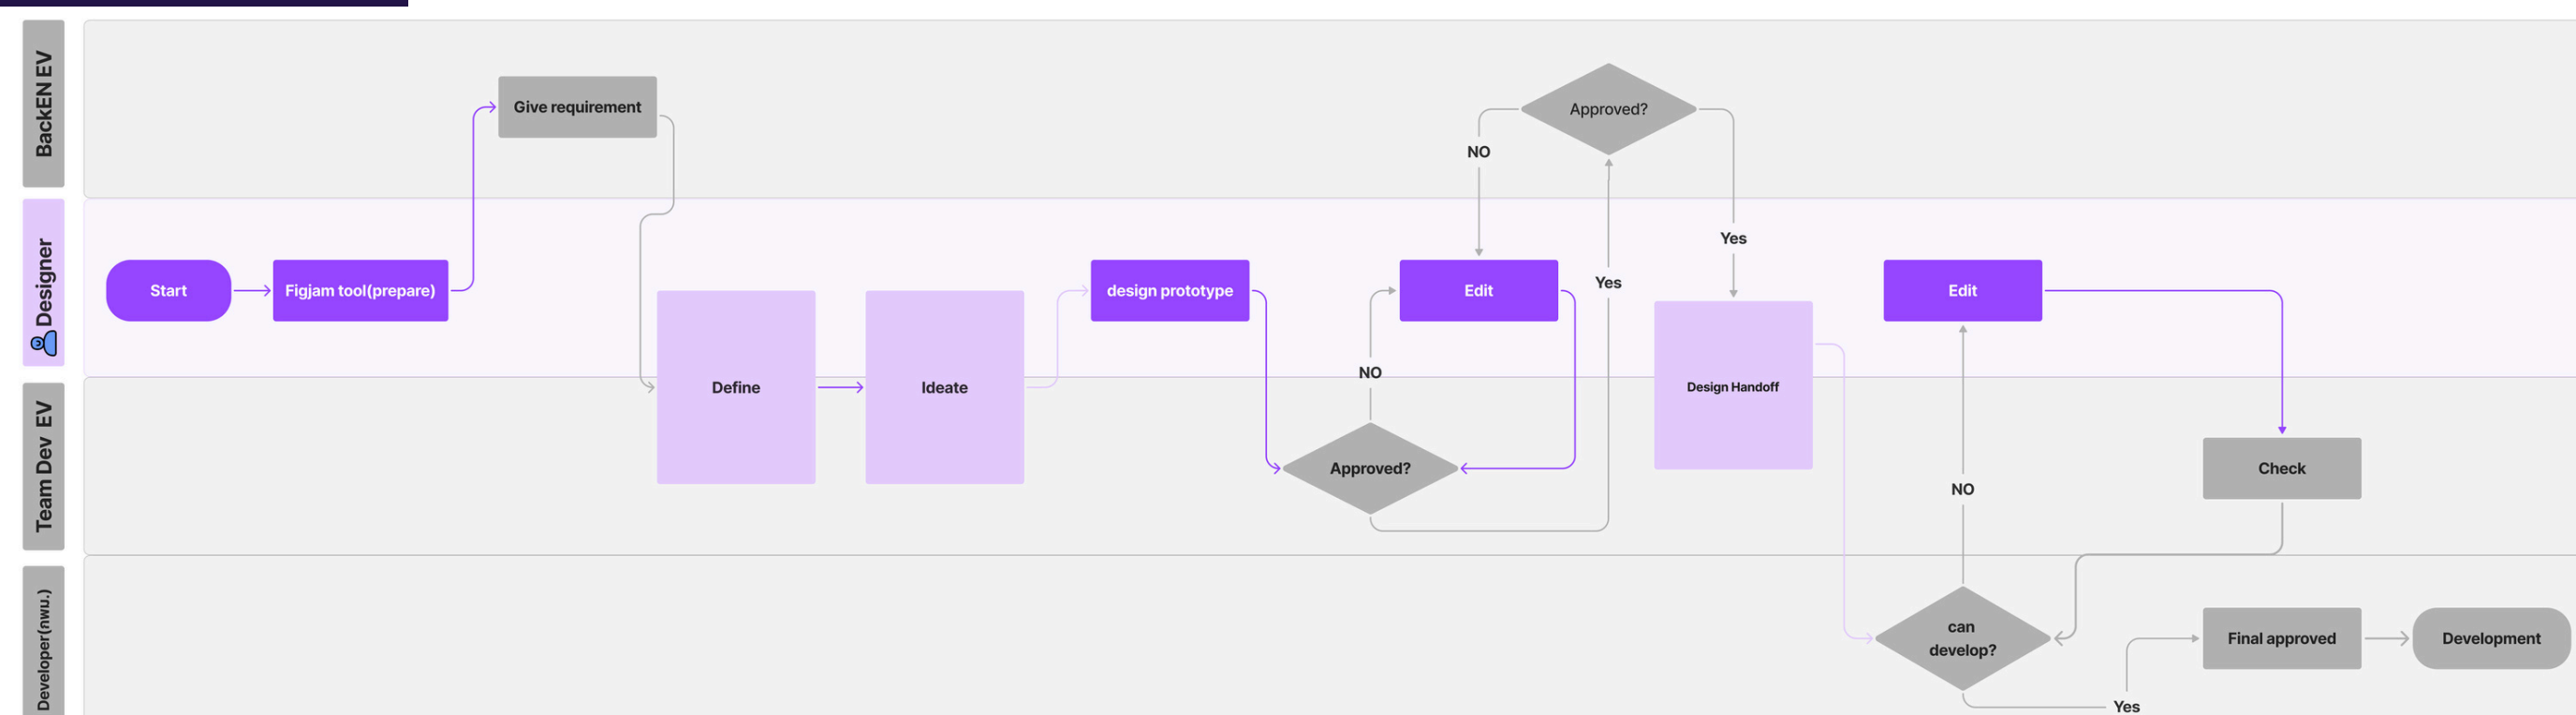 BackEN EV
Give requirement
Approved?
NO
Yes
Designer
Start
Figjam tool(prepare)
design prototype
Edit
Yes
Edit
NO
Define
Ideate
Design Handoff
Team Dev EV
Approved?
Check
NO
Developer(nwu.)
can
develop?
Final approved
Development
Yes